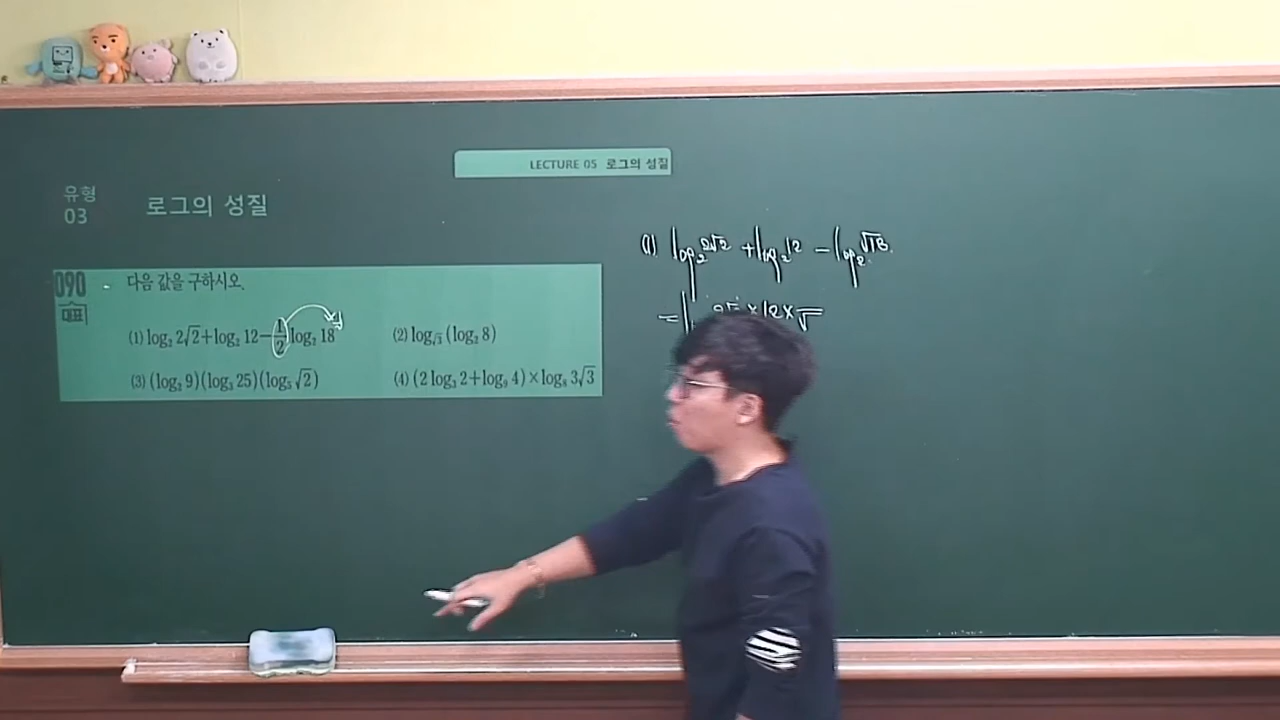 LECTURE 05 로그의 성질
유형
03
로그의 성질
090
대표
다음 값을 구하시오.
(1) log₂ 2√2+log₂ 12−1/2 log₂ 18
(2) log_√3 (log₂ 8)
(3) (log₂ 9)(log₃ 25)(log₅ √2)
(4) (2 log₃ 2+log₉ 4)×log₈ 3√3
(1) log₂ 2√2 + log₂ 12 − log₂ √18
= ×12×